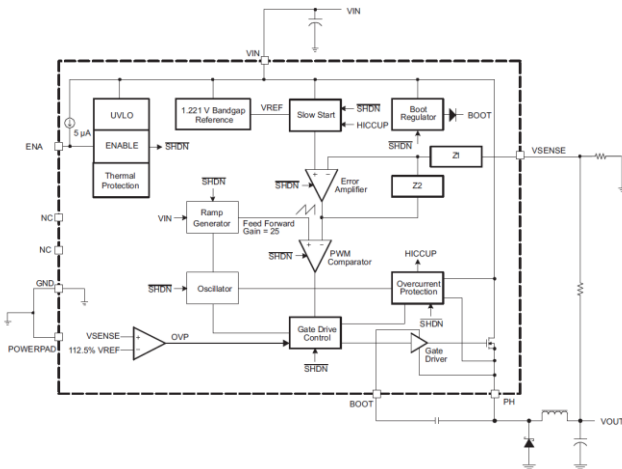 VIN
VIN
UVLO
1.221 V Bandgap
Reference
VREF
Slow Start
SHDN
HICCUP
Boot
Regulator
BOOT
5 µA
ENA
ENABLE
SHDN
SHDN
VSENSE
Z1
Thermal
Protection
SHDN
Z2
Error
Amplifier
SHDN
NC
VIN
Ramp
Generator
Feed Forward
Gain = 25
PWM
Comparator
SHDN
HICCUP
NC
GND
SHDN
Oscillator
Overcurrent
Protection
SHDN
POWERPAD
VSENSE
112.5% VREF
OVP
Gate Drive
Control
Gate
Driver
SHDN
BOOT
PH
VOUT